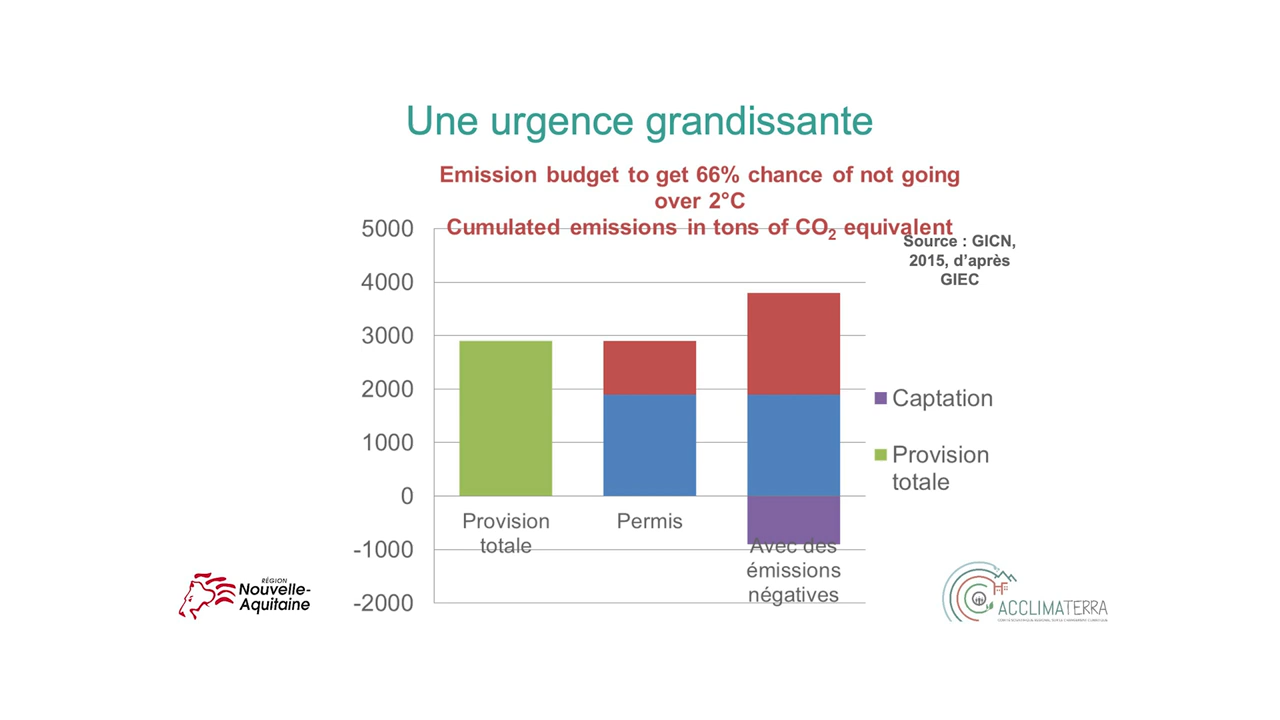 Une urgence grandissante
Emission budget to get 66% chance of not going
over 2°C
Cumulated emissions in tons of CO₂ equivalent
Source : GICN,
2015, d’après
GIEC
5000
4000
3000
2000
1000
0
-1000
-2000
Provision
totale
Permis
Avec des
émissions
négatives
Captation
Provision
totale
RÉGION
Nouvelle-
Aquitaine
ACCLIMATERRA